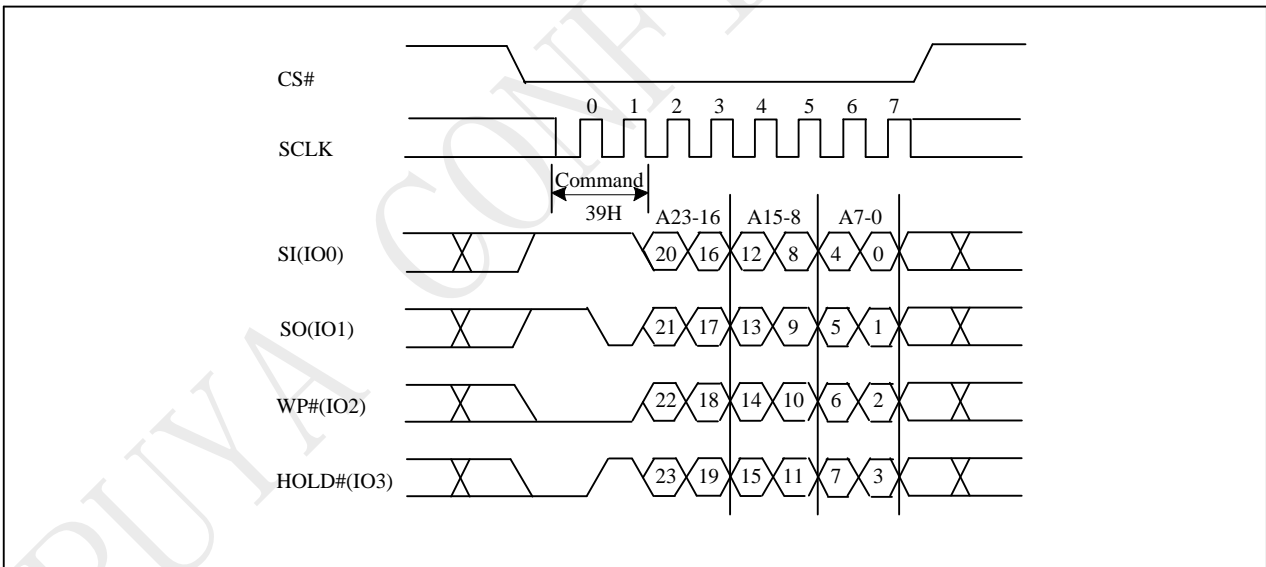 PUYA CONF
CS#
0 1 2 3 4 5 6 7
SCLK
Command
39H
A23-16 A15-8 A7-0
SI(IO0) 20 16 12 8 4 0
SO(IO1) 21 17 13 9 5 1
WP#(IO2) 22 18 14 10 6 2
HOLD#(IO3) 23 19 15 11 7 3